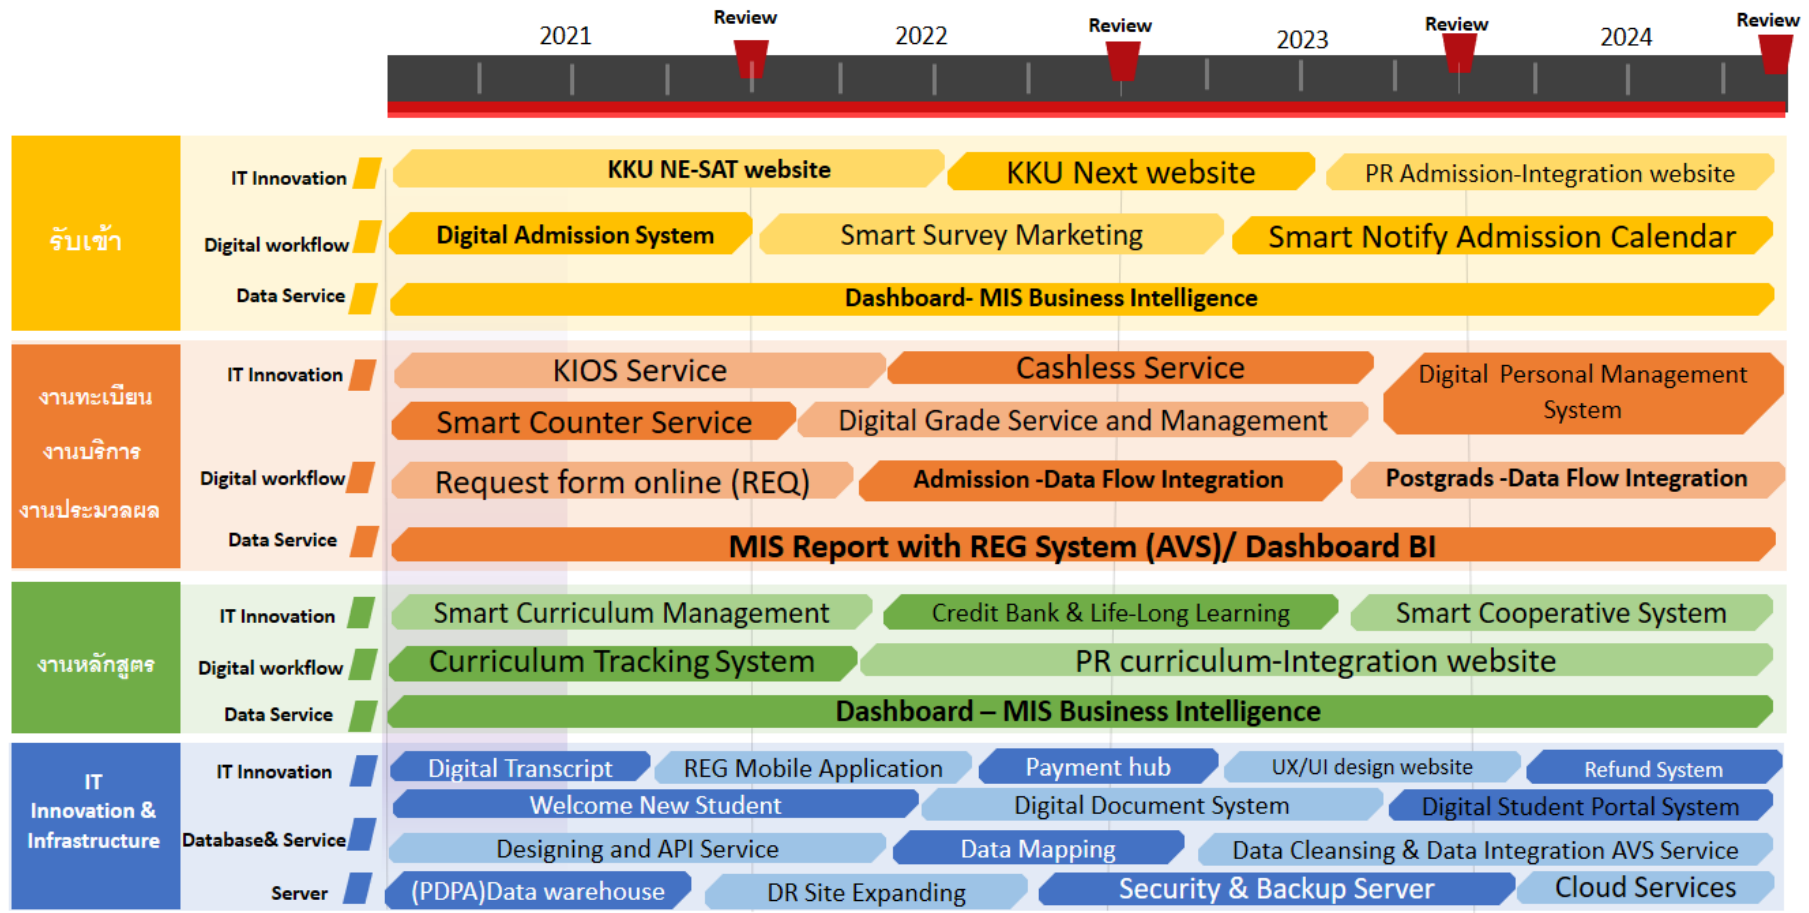 Review
Review
Review
Review
2021
2022
2023
2024
รับเข้า
IT Innovation
KKU NE-SAT website
KKU Next website
PR Admission-Integration website
Digital workflow
Digital Admission System
Smart Survey Marketing
Smart Notify Admission Calendar
Data Service
Dashboard- MIS Business Intelligence
งานทะเบียน
งานบริการ
งานประมวลผล
IT Innovation
KIOS Service
Cashless Service
Digital Personal Management
System
Smart Counter Service
Digital Grade Service and Management
Digital workflow
Request form online (REQ)
Admission -Data Flow Integration
Postgrads -Data Flow Integration
Data Service
MIS Report with REG System (AVS)/ Dashboard BI
งานหลักสูตร
IT Innovation
Smart Curriculum Management
Credit Bank & Life-Long Learning
Smart Cooperative System
Digital workflow
Curriculum Tracking System
PR curriculum-Integration website
Data Service
Dashboard – MIS Business Intelligence
IT
Innovation &
Infrastructure
IT Innovation
Digital Transcript
REG Mobile Application
Payment hub
UX/UI design website
Refund System
Welcome New Student
Digital Document System
Digital Student Portal System
Database& Service
Designing and API Service
Data Mapping
Data Cleansing & Data Integration AVS Service
Server
(PDPA)Data warehouse
DR Site Expanding
Security & Backup Server
Cloud Services